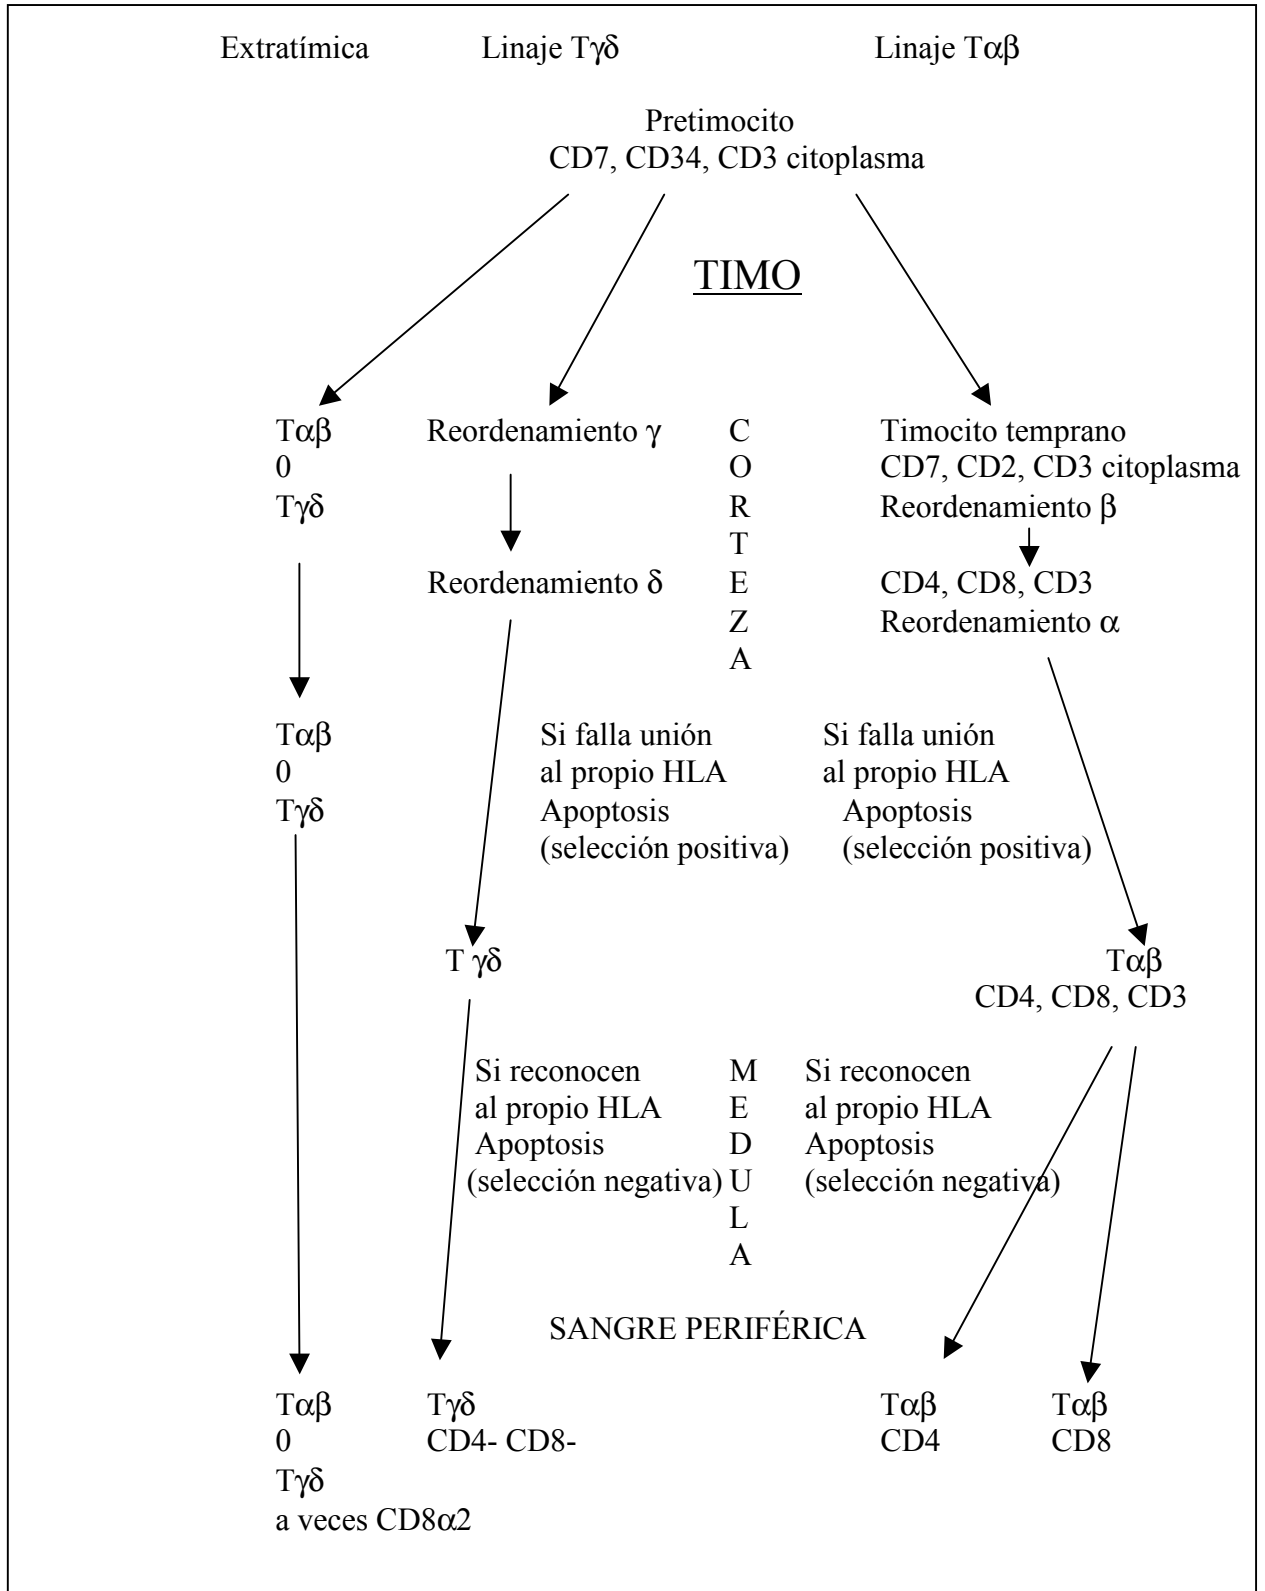 Extratímica Linaje Tγδ Linaje Tαβ
Pretimocito
CD7, CD34, CD3 citoplasma
TIMO
Tαβ
0
Tγδ
Reordenamiento γ
Reordenamiento δ
C
O
R
T
E
Z
A
Timocito temprano
CD7, CD2, CD3 citoplasma
Reordenamiento β
CD4, CD8, CD3
Reordenamiento α
Tαβ
0
Tγδ
Si falla unión
al propio HLA
Apoptosis
(selección positiva)
Si falla unión
al propio HLA
Apoptosis
(selección positiva)
T γδ
Tαβ
CD4, CD8, CD3
Si reconocen
al propio HLA
Apoptosis
(selección negativa)
M
E
D
U
L
A
Si reconocen
al propio HLA
Apoptosis
(selección negativa)
SANGRE PERIFÉRICA
Tαβ
0
Tγδ
a veces CD8α2
Tγδ
CD4- CD8-
Tαβ
CD4
Tαβ
CD8